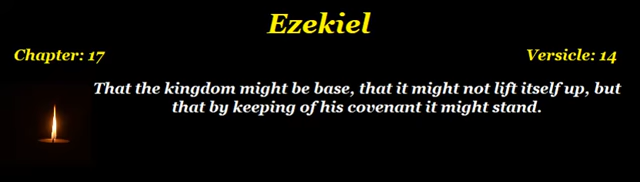 Ezekiel
Chapter: 17
Versicle: 14
That the kingdom might be base, that it might not lift itself up, but
that by keeping of his covenant it might stand.